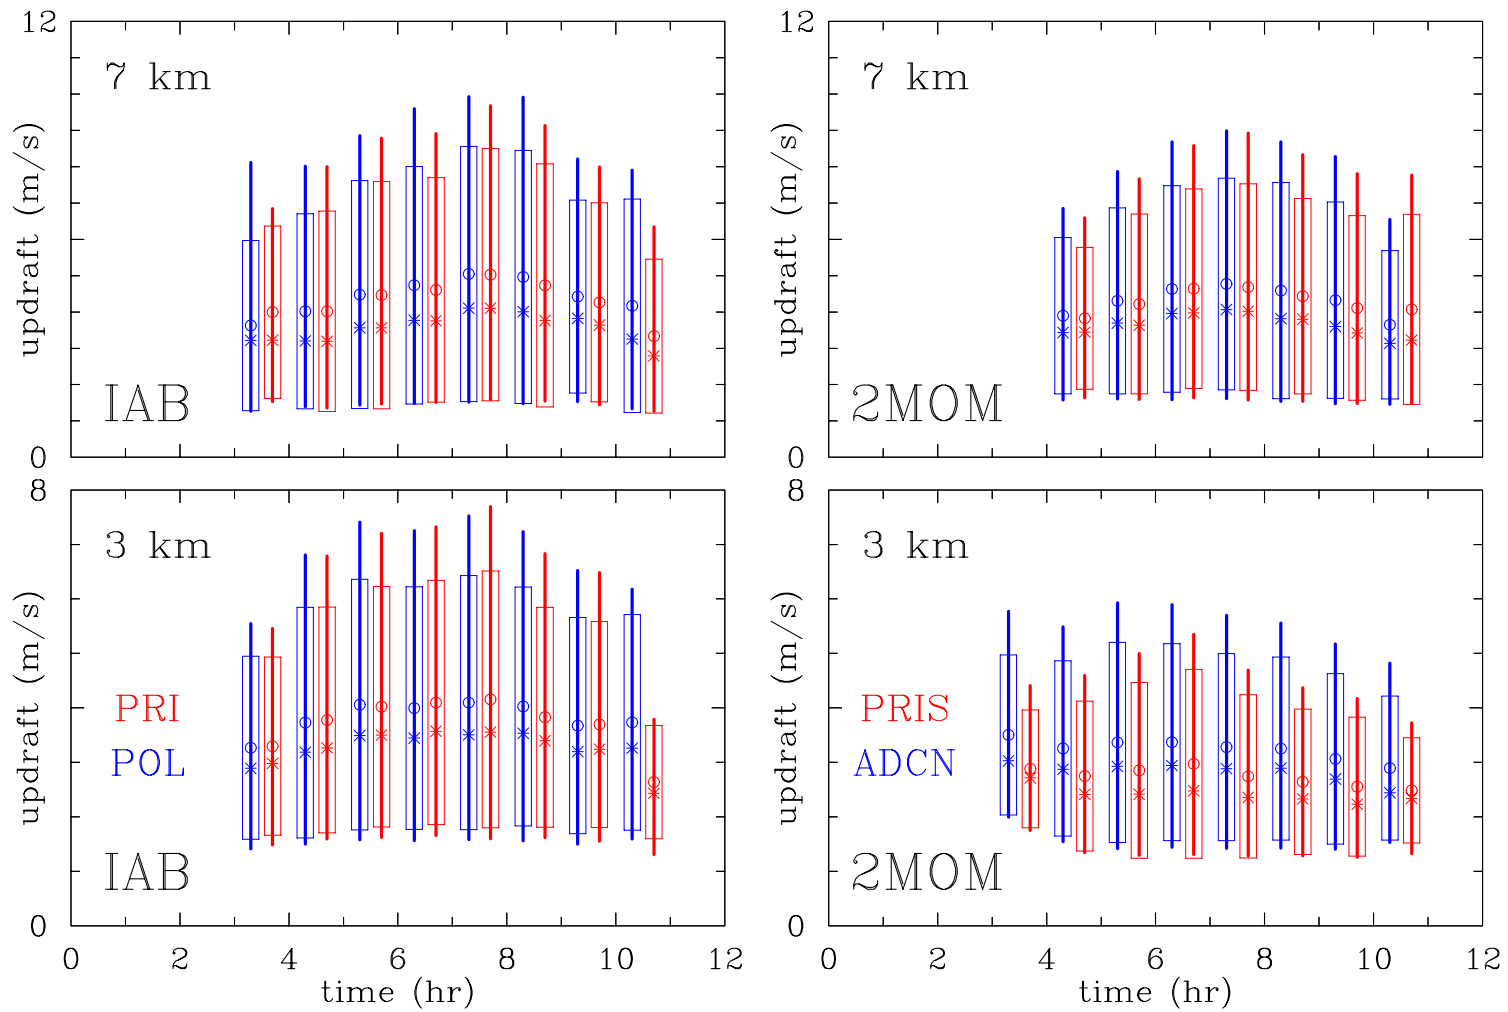 12
7 km
updraft (m/s)
IAB
0
12
7 km
updraft (m/s)
2MOM
0
8
3 km
updraft (m/s)
PRI
POL
IAB
0
0 2 4 6 8 10 12
time (hr)
8
3 km
updraft (m/s)
PRIS
ADCN
2MOM
0
0 2 4 6 8 10 12
time (hr)